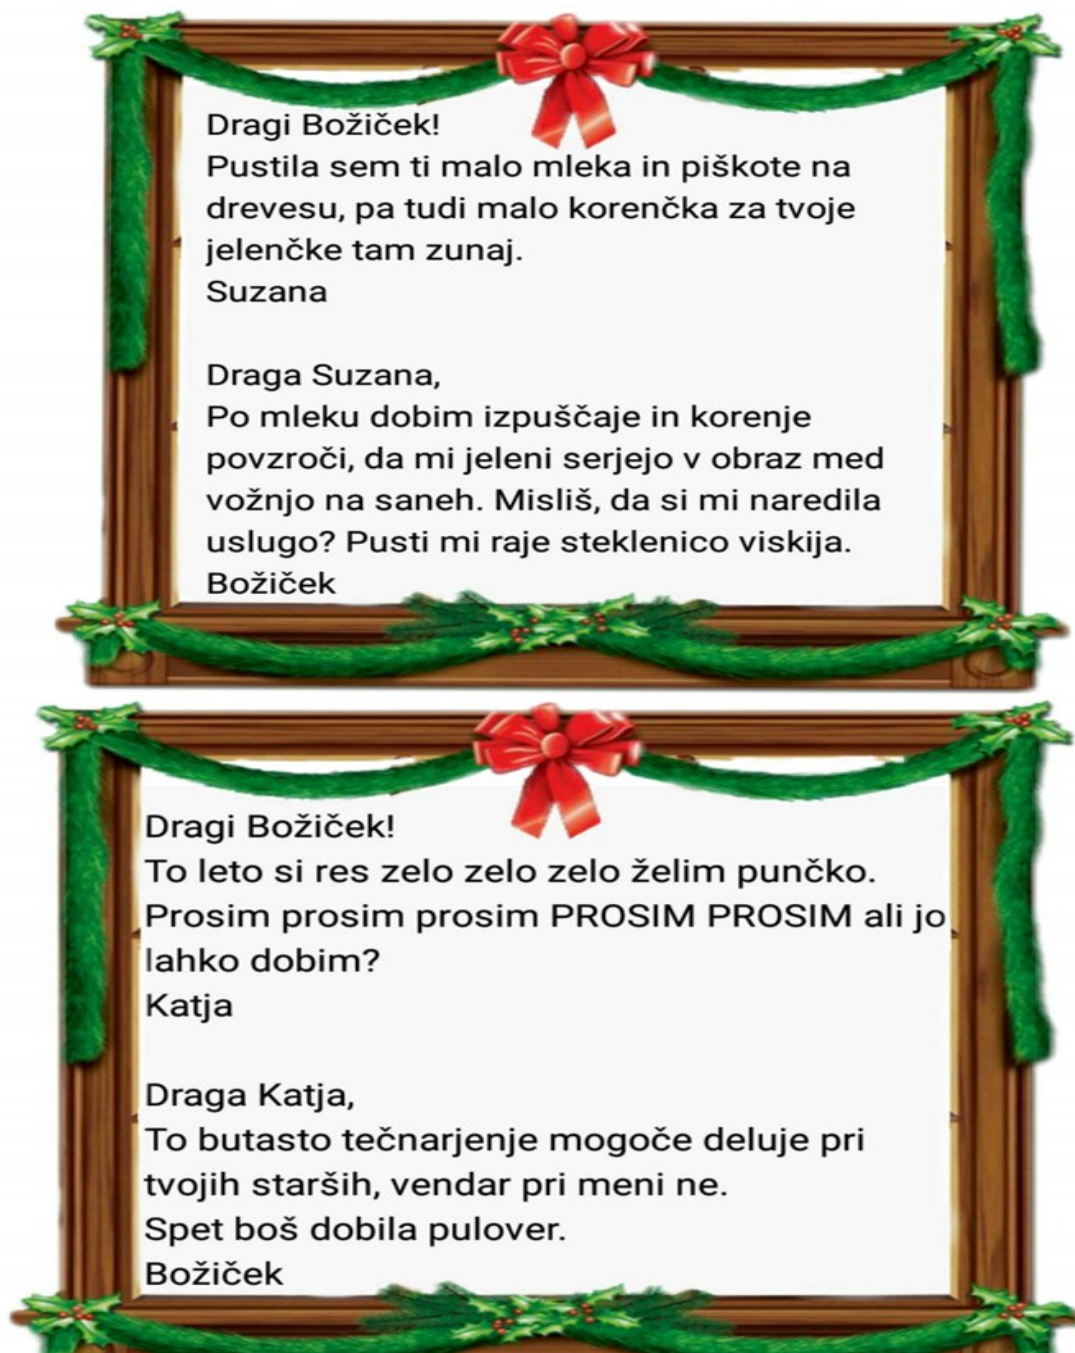 Dragi Božiček!
Pustila sem ti malo mleka in piškote na
drevesu, pa tudi malo korenčka za tvoje
jelenčke tam zunaj.
Suzana
Draga Suzana,
Po mleku dobim izpuščaje in korenje
povzroči, da mi jeleni serjejo v obraz med
vožnjo na saneh. Misliš, da si mi naredila
uslugo? Pusti mi raje steklenico viskija.
Božiček
Dragi Božiček!
To leto si res zelo zelo zelo želim punčko.
Prosim prosim prosim PROSIM PROSIM ali jo
lahko dobim?
Katja
Draga Katja,
To butasto tečnarjenje mogoče deluje pri
tvojih starših, vendar pri meni ne.
Spet boš dobila pulover.
Božiček